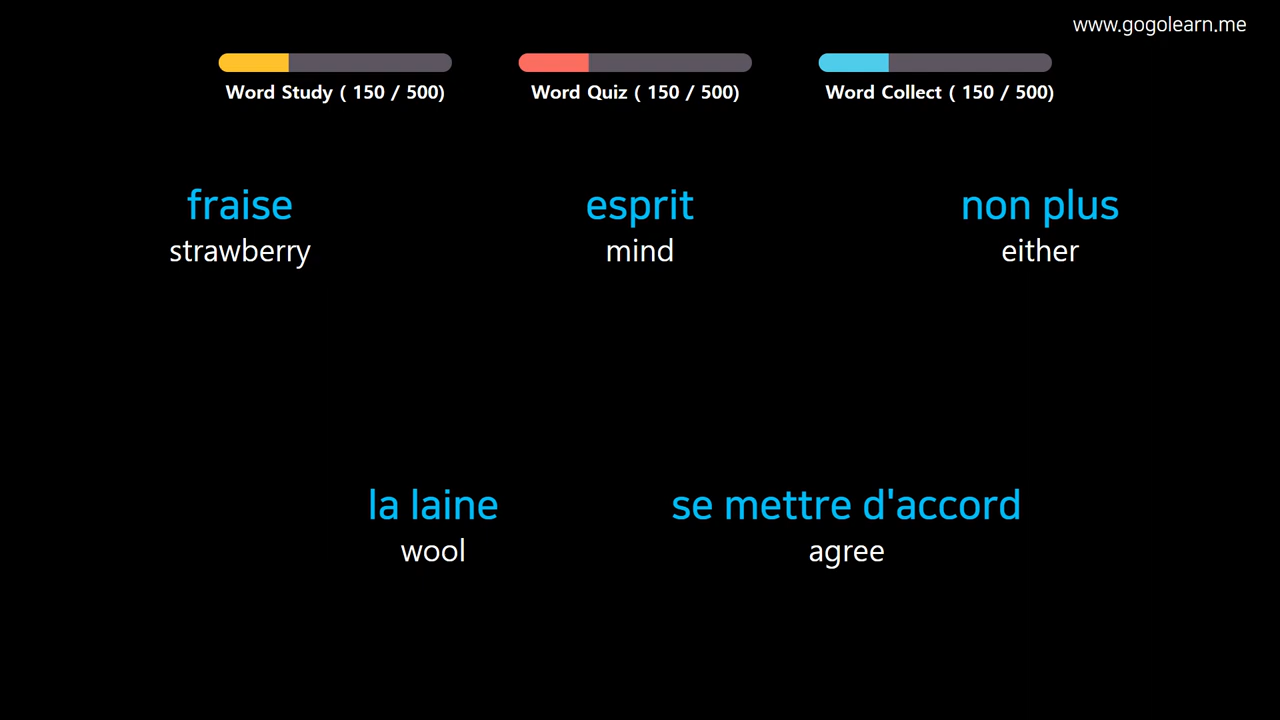 www.gogolearn.me
Word Study ( 150 / 500)
Word Quiz ( 150 / 500)
Word Collect ( 150 / 500)
fraise
strawberry
esprit
mind
non plus
either
la laine
wool
se mettre d'accord
agree